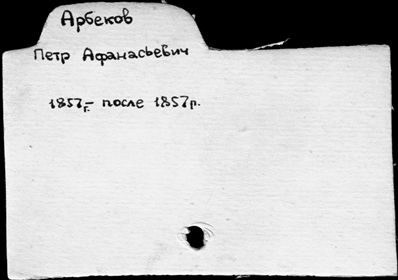 Арбеков
Петр Афанасьевич
1857г.- после 1857г.